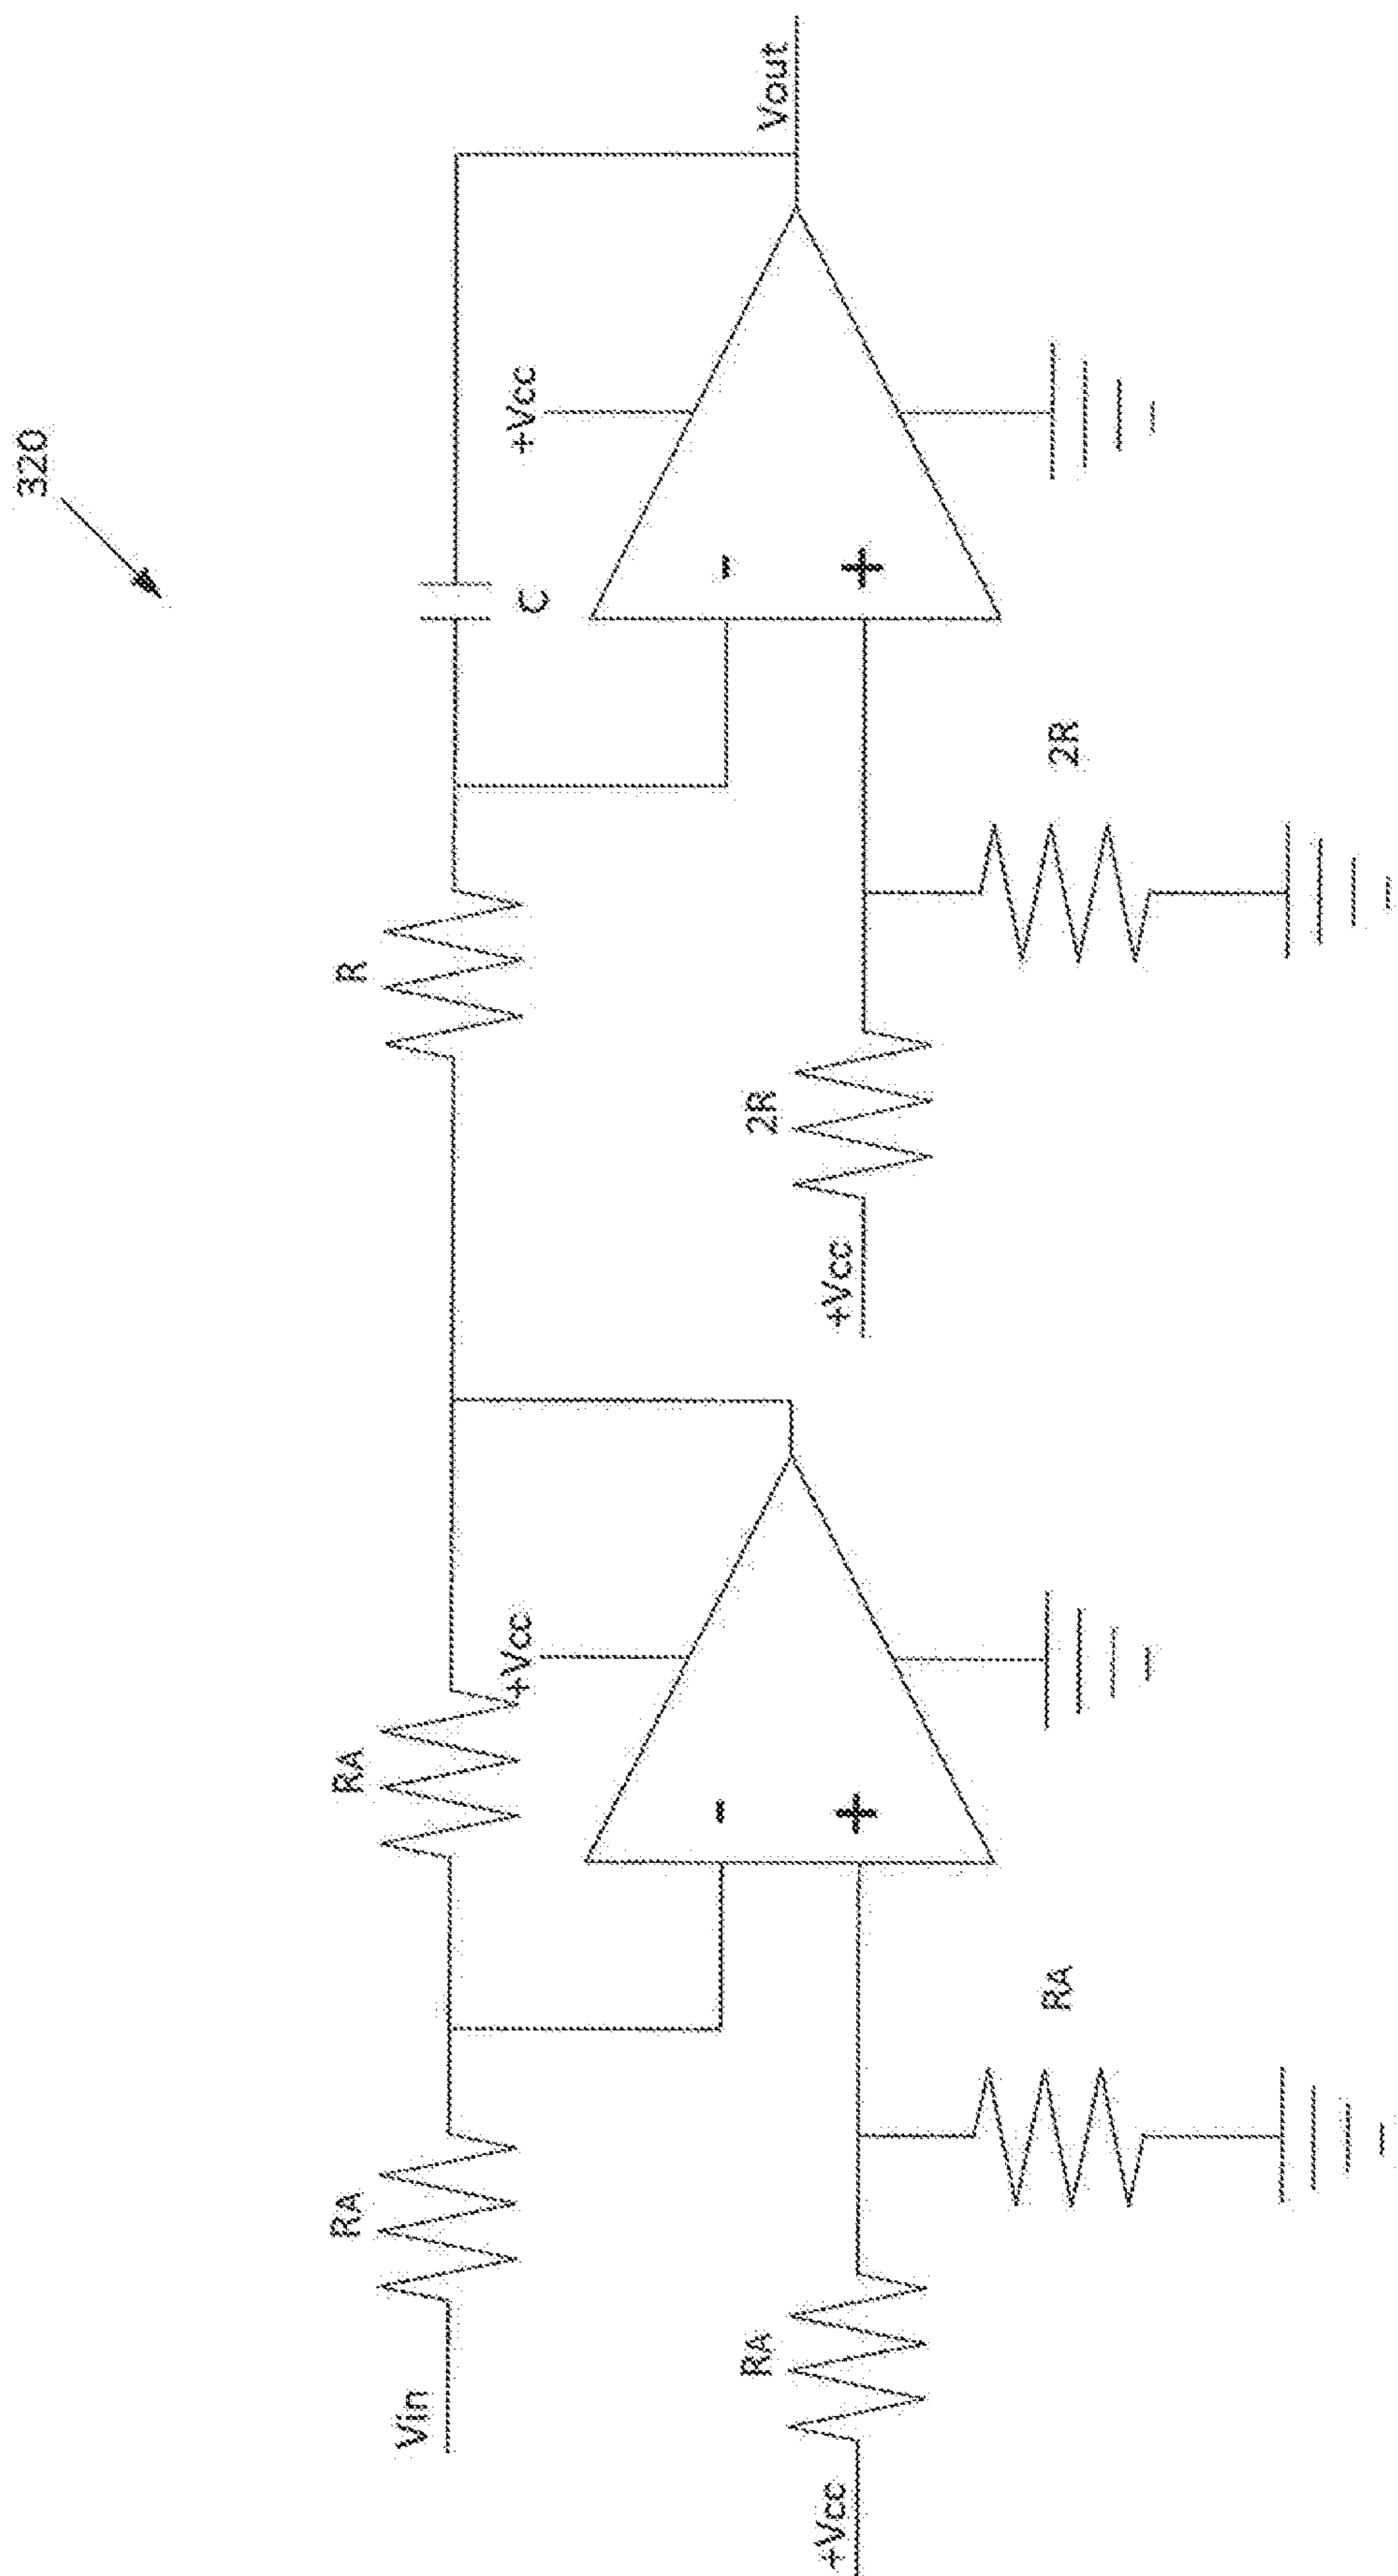 320
Vin
RA
RA
+Vcc
R
C
+Vcc
Vout
-
+
-
+
+Vcc
RA
RA
+Vcc
2R
2R